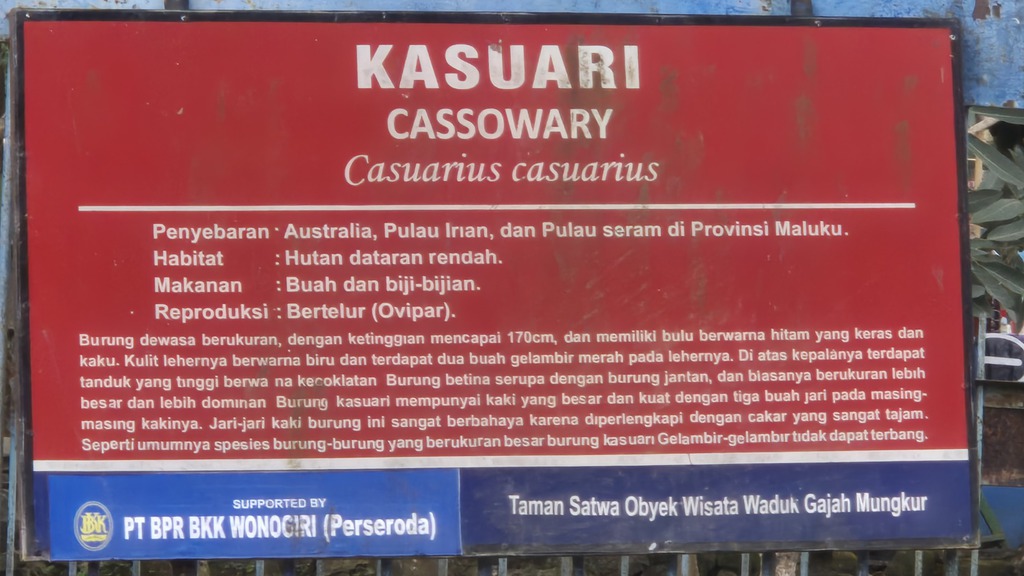 KASUARI
CASSOWARY
Casuarius casuarius
Penyebaran : Australia, Pulau Irian, dan Pulau seram di Provinsi Maluku.
Habitat : Hutan dataran rendah.
Makanan : Buah dan biji-bijian.
Reproduksi : Bertelur (Ovipar).
Burung dewasa berukuran, dengan ketinggian mencapai 170cm, dan memiliki bulu berwarna hitam yang keras dan
kaku. Kulit lehernya berwarna biru dan terdapat dua buah gelambir merah pada lehernya. Di atas kepalanya terdapat
tanduk yang tinggi berwarna kecoklatan Burung betina serupa dengan burung jantan, dan biasanya berukuran lebih
besar dan lebih dominan Burung kasuari mempunyai kaki yang besar dan kuat dengan tiga buah jari pada masing-
masing kakinya. Jari-jari kaki burung ini sangat berbahaya karena diperlengkapi dengan cakar yang sangat tajam.
Seperti umumnya spesies burung-burung yang berukuran besar burung kasuari Gelambir-gelambir tidak dapat terbang.
SUPPORTED BY
BKK PT BPR BKK WONOGIRI (Perseroda)
Taman Satwa Obyek Wisata Waduk Gajah Mungkur